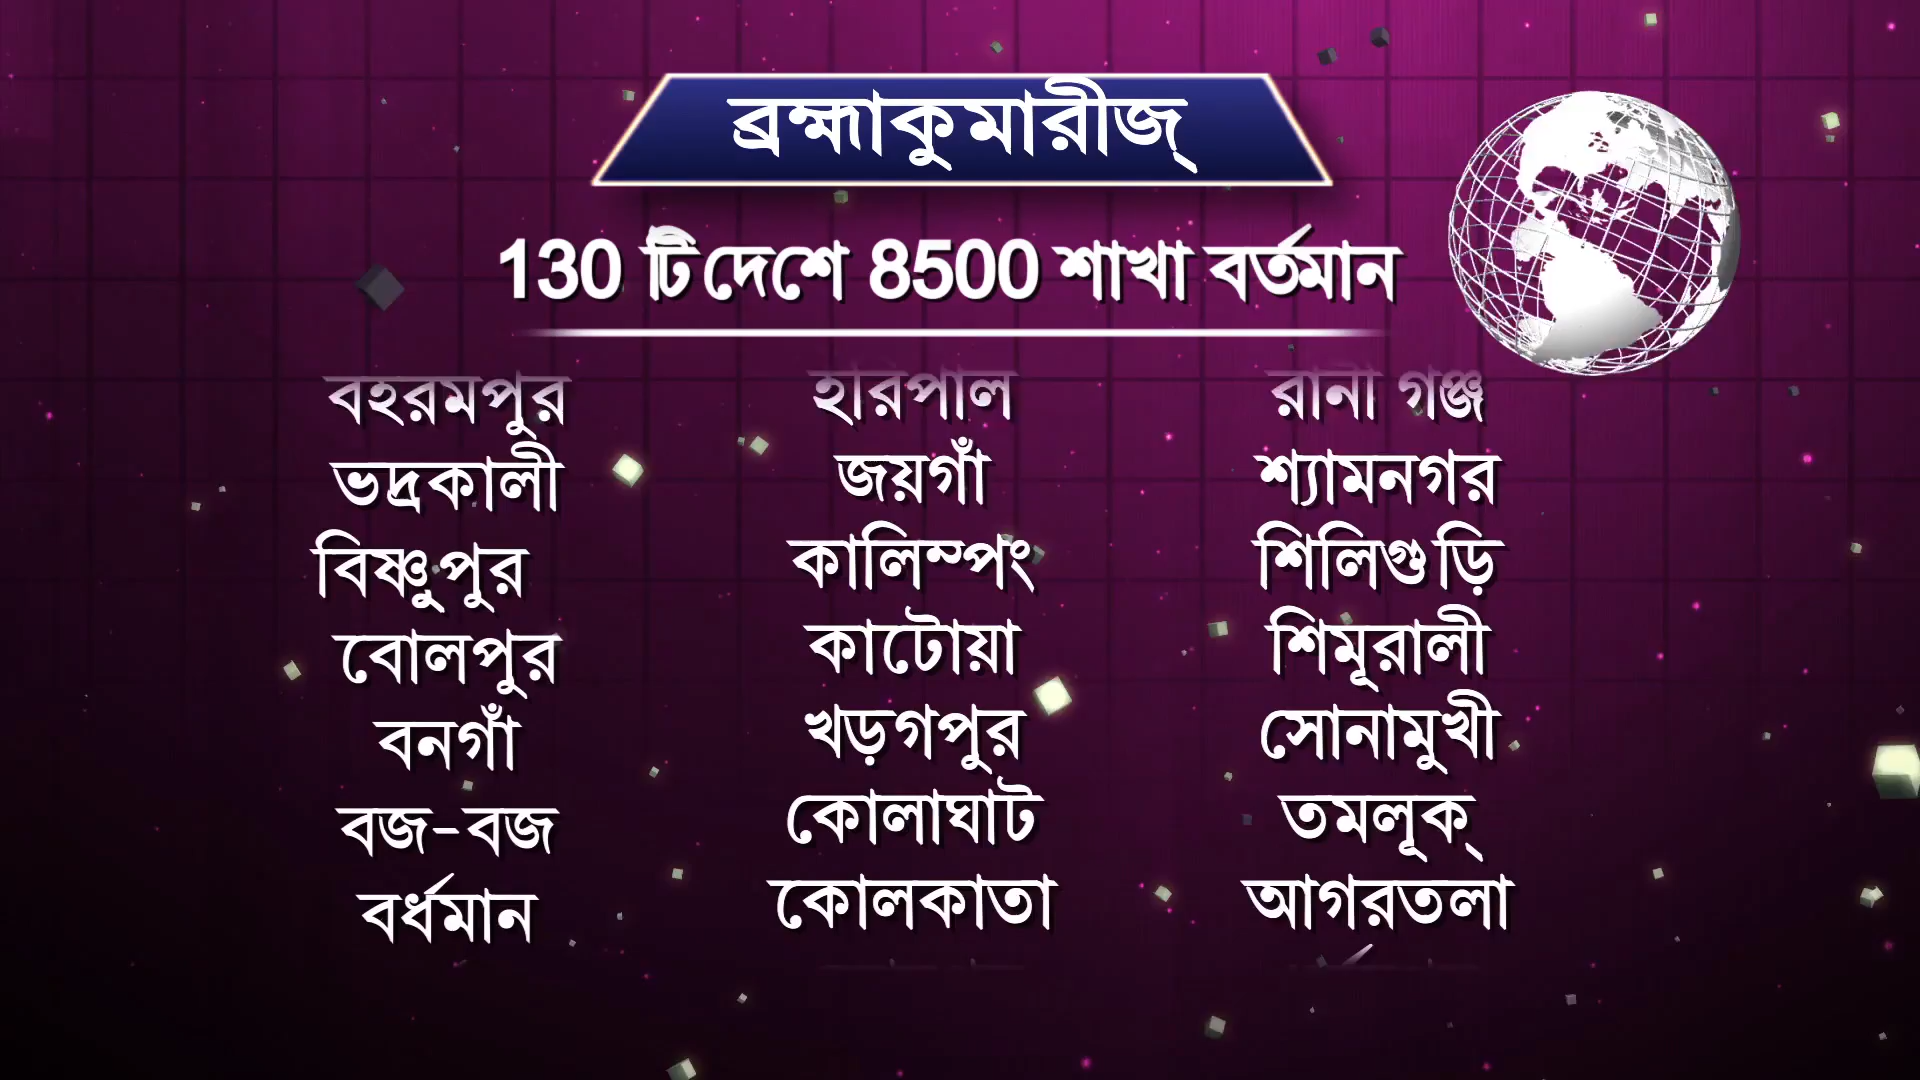 ব্রহ্মাকুমারীজ্
130 টি দেশে 8500 শাখা বর্তমান
বহরমপুর
ভদ্রকালী
বিষ্ণুপুর
বোলপুর
বনগাঁ
বজ-বজ
বর্ধমান
জয়গাঁ
কালিম্পং
কাটোয়া
খড়গপুর
কোলাঘাট
কোলকাতা
রানা গঞ্জ
শ্যামনগর
শিলিগুড়ি
শিমূরালী
সোনামুখী
তমলূক্
আগরতলা